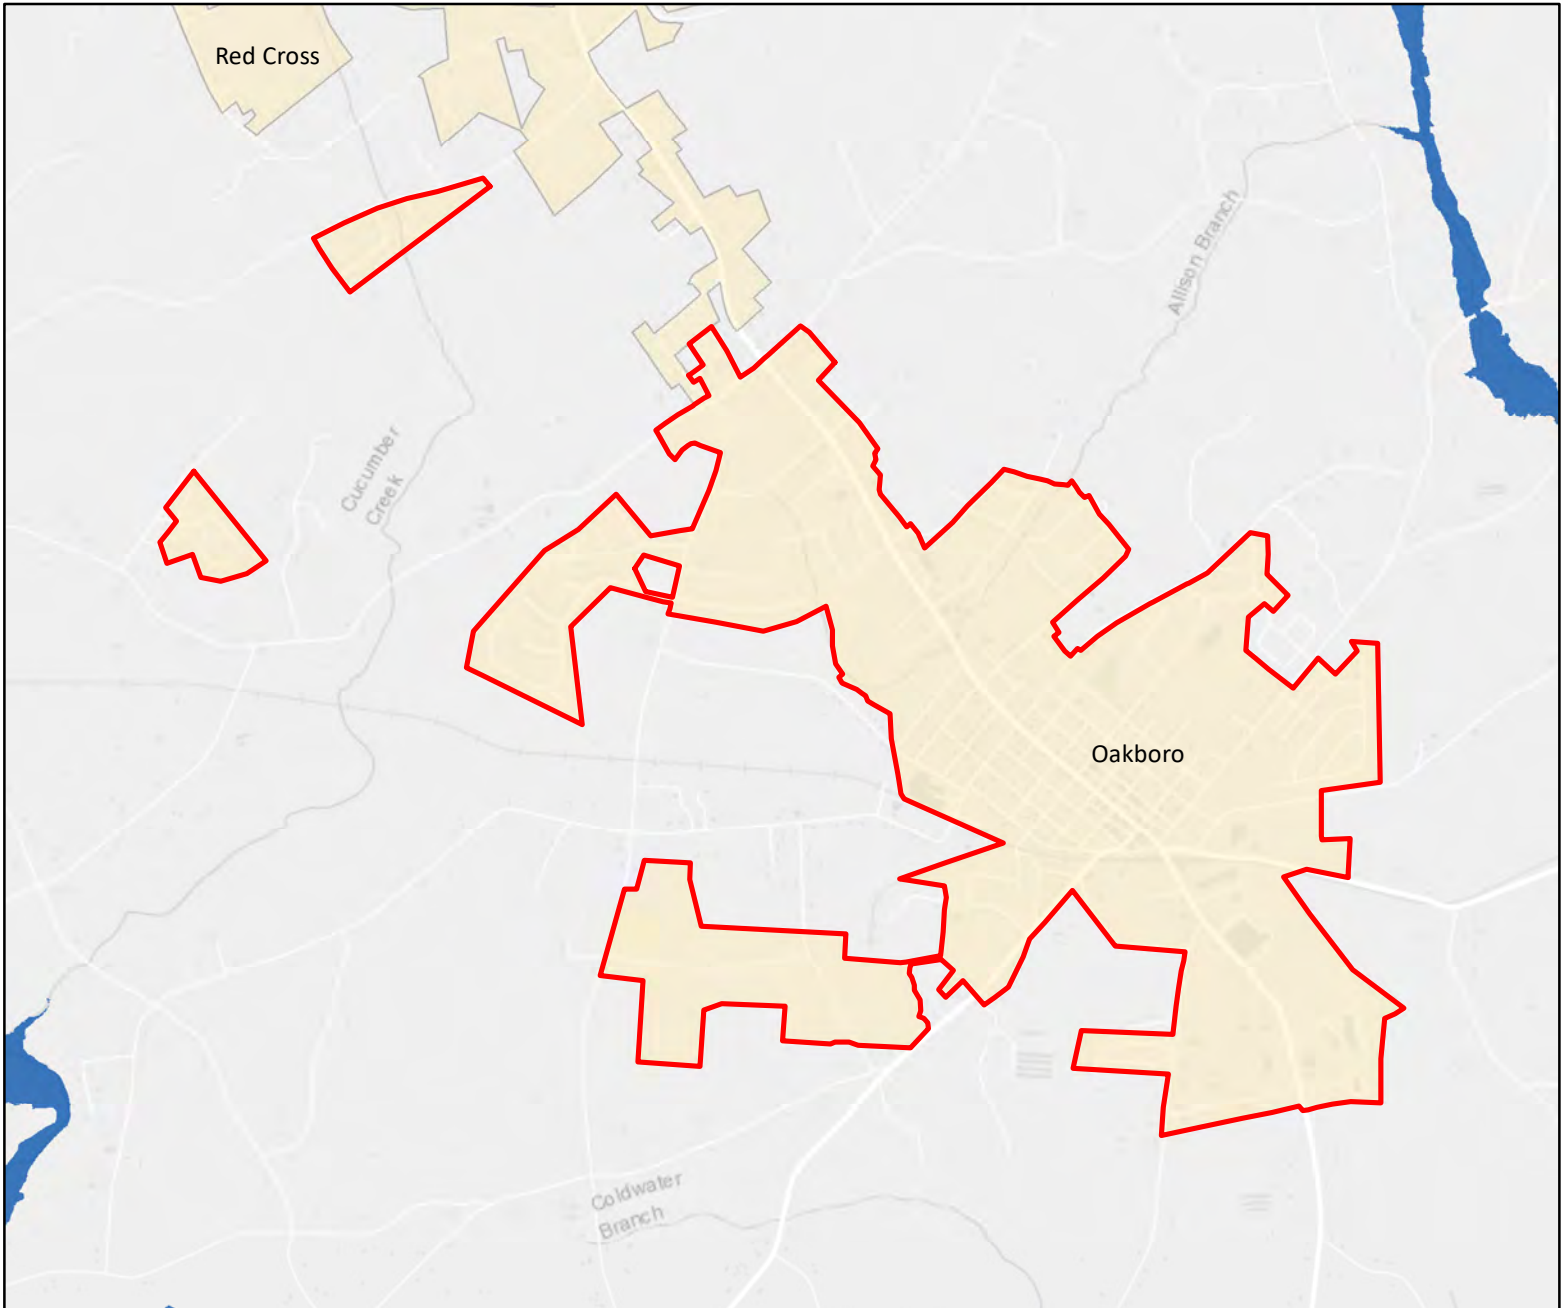 Red Cross
Allison Branch
Cucumber
Creek
Oakboro
Coldwater
Branch